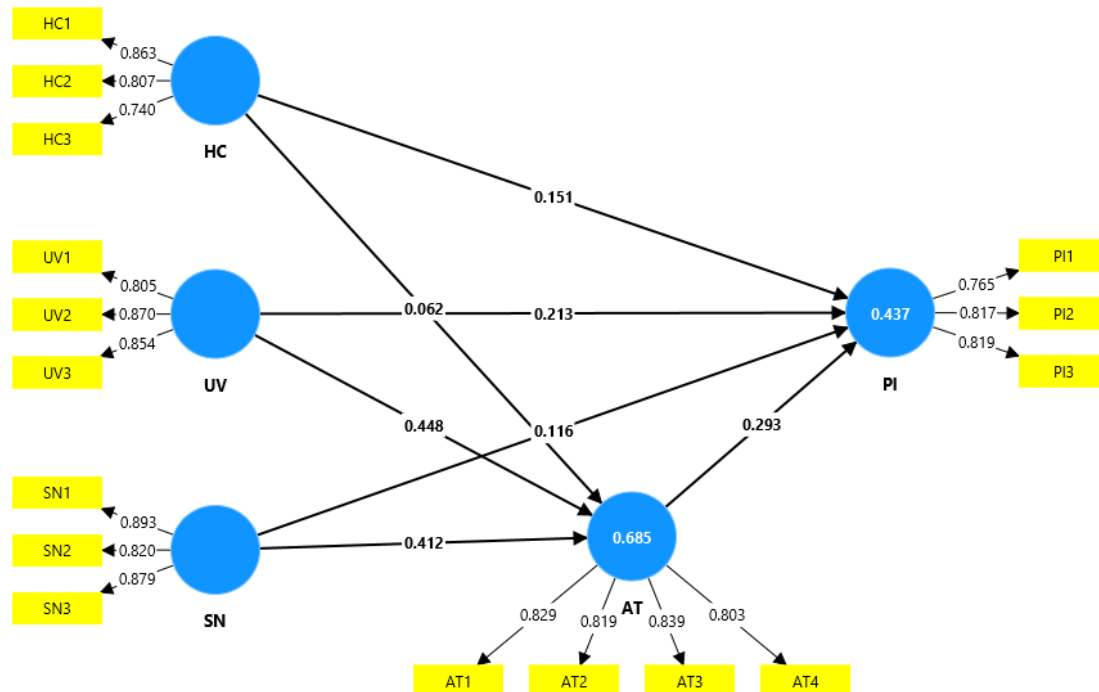 HC1
0.863
HC2
0.807
HC3
0.740
HC
0.151
UV1
0.805
UV2
0.870
UV3
0.854
UV
0.062
0.213
0.448
PI1
0.765
PI2
0.817
PI3
0.819
0.437
PI
SN1
0.893
SN2
0.820
SN3
0.879
SN
0.116
0.293
0.412
0.685
AT
0.829
0.819
0.839
0.803
AT1
AT2
AT3
AT4